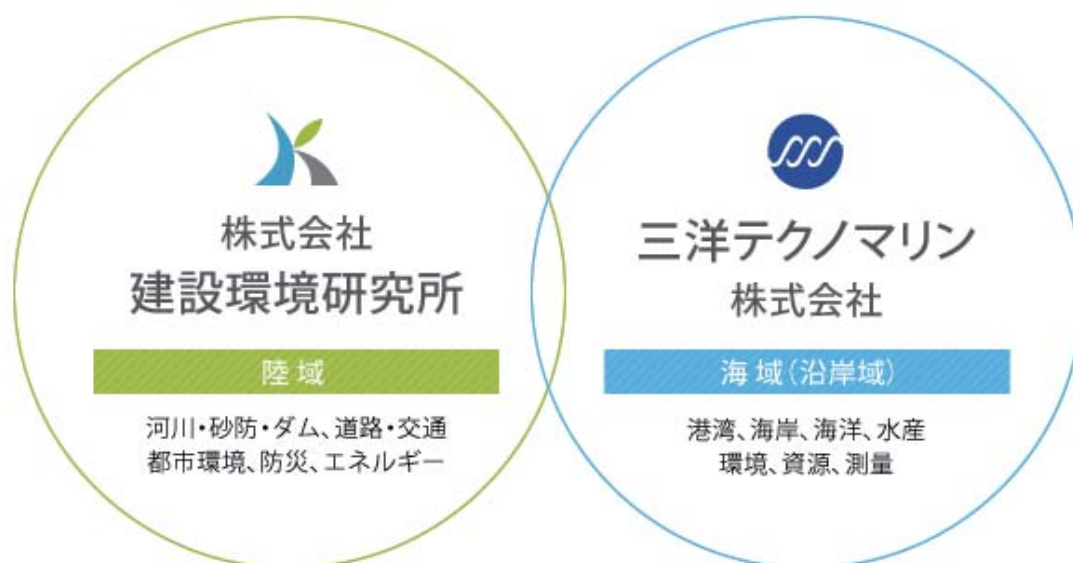 株式会社
建設環境研究所
陸域
河川・砂防・ダム、道路・交通
都市環境、防災、エネルギー
三洋テクノマリン
株式会社
海域（沿岸域）
港湾、海岸、海洋、水産
環境、資源、測量